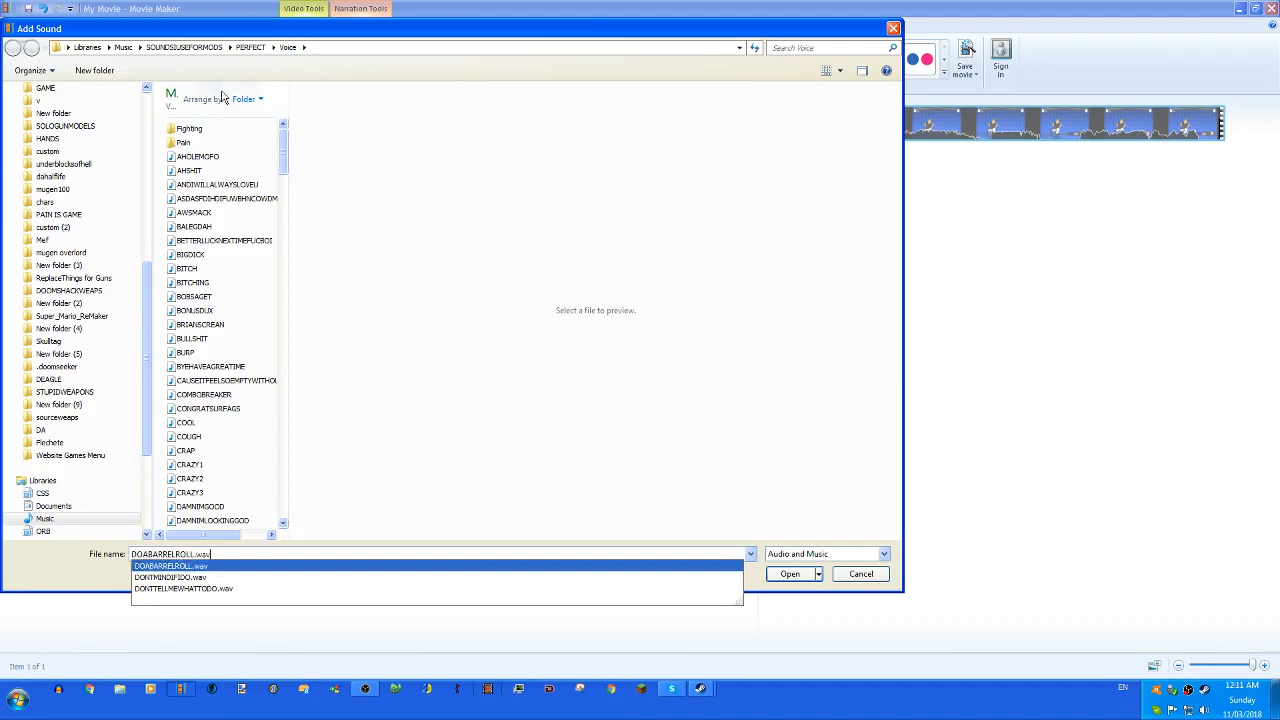 My Movie - Movie Maker
Video Tools
Narration Tools
Add Sound
Libraries
Music
SOUNDSIUSEFORMODS
PERFECT
Voice
Search Voice
Save movie
Sign in
Organize
New folder
GAME
v
New folder
SOLOGUNMODELS
HANDS
custom
underblocksofhell
dahalflife
mugen100
chars
PAIN IS GAME
custom (2)
Mef
mugen overlord
New folder (3)
ReplaceThings for Guns
DOOMSHACKWEAPS
New folder (2)
Super_Mario_ReMaker
New folder (4)
Skulltag
New folder (5)
.doomseeker
DEAGLE
STUPIDWEAPONS
New folder (9)
sourceweaps
DA
Flechete
Website Games Menu
Libraries
CSS
Documents
Music
ORB
M.
V...
Arrange by
Folder
Fighting
Pain
AHOLEMOFO
AHSHIT
ANDIWILLALWAYSLOVEU
ASDASFDIHDIFUWBHNCOWDM
AWSMACK
BALEGDAH
BETTERLUCKNEXTIMEFUCBOI
BIGDICK
BITCH
BITCHING
BOBSAGET
BONUSDUX
BRIANSCREAN
BULLSHIT
BURP
BYEHAVEAGREATIME
CAUSEITFEELSOEMPTYWITHOU
COMBOBREAKER
CONGRATSURFAGS
COOL
COUGH
CRAP
CRAZY1
CRAZY2
CRAZY3
DAMNIMGOOD
DAMNIMLOOKINGGOD
Select a file to preview.
File name:
DOABARRELROLL.wav
Audio and Music
DOABARRELROLL.wav
DONTMINDIFIDO.wav
DONTTELLMEWHATTODO.wav
Open
Cancel
Item 1 of 1
EN
12:11 AM
Sunday
11/03/2018